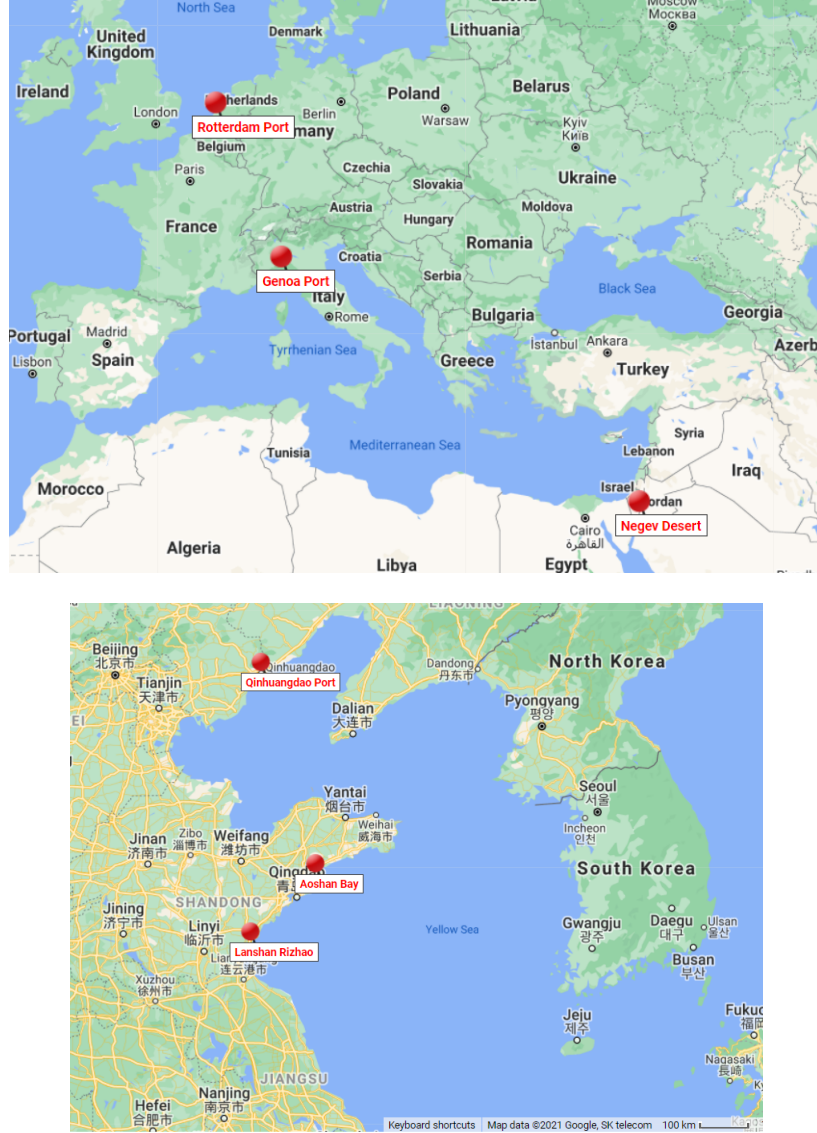 North Sea
Moscow
Москва
Denmark
Lithuania
United
Kingdom
Ireland
Netherlands
Berlin
Poland
Belarus
London
Warsaw
Rotterdam Port
Germany
Kyiv
Київ
Belgium
Paris
Czechia
Ukraine
Slovakia
Austria
Moldova
France
Hungary
Romania
Croatia
Genoa Port
Serbia
Black Sea
Italy
Rome
Bulgaria
Georgia
Portugal
Madrid
İstanbul
Ankara
Azerb
Tyrrhenian Sea
Lisbon
Spain
Greece
Turkey
Syria
Tunisia
Mediterranean Sea
Lebanon
Iraq
Morocco
Israel
Jordan
Negev Desert
Cairo
القاهرة
Algeria
Libya
Egypt
LIAONING
Beijing
北京市
Qinhuangdao
Dandong
丹东市
North Korea
Tianjin
天津市
Qinhuangdao Port
EI
Dalian
大连市
Pyongyang
평양
Yantai
烟台市
Seoul
서울
Weihai
威海市
Incheon
인천
Jinan
济南市
Zibo
淄博市
Weifang
潍坊市
Qingdao
Aoshan Bay
South Korea
SHANDONG
Jining
济宁市
Linyi
临沂市
Yellow Sea
Gwangju
광주
Daegu
대구
Ulsan
울산
Lanshan Rizhao
连云港市
Busan
부산
Xuzhou
徐州市
Jeju
제주
Fukuo
福岡
Nagasaki
長崎
JIANGSU
Nanjing
南京市
Hefei
合肥市
Keyboard shortcuts
Map data ©2021 Google, SK telecom
100 km